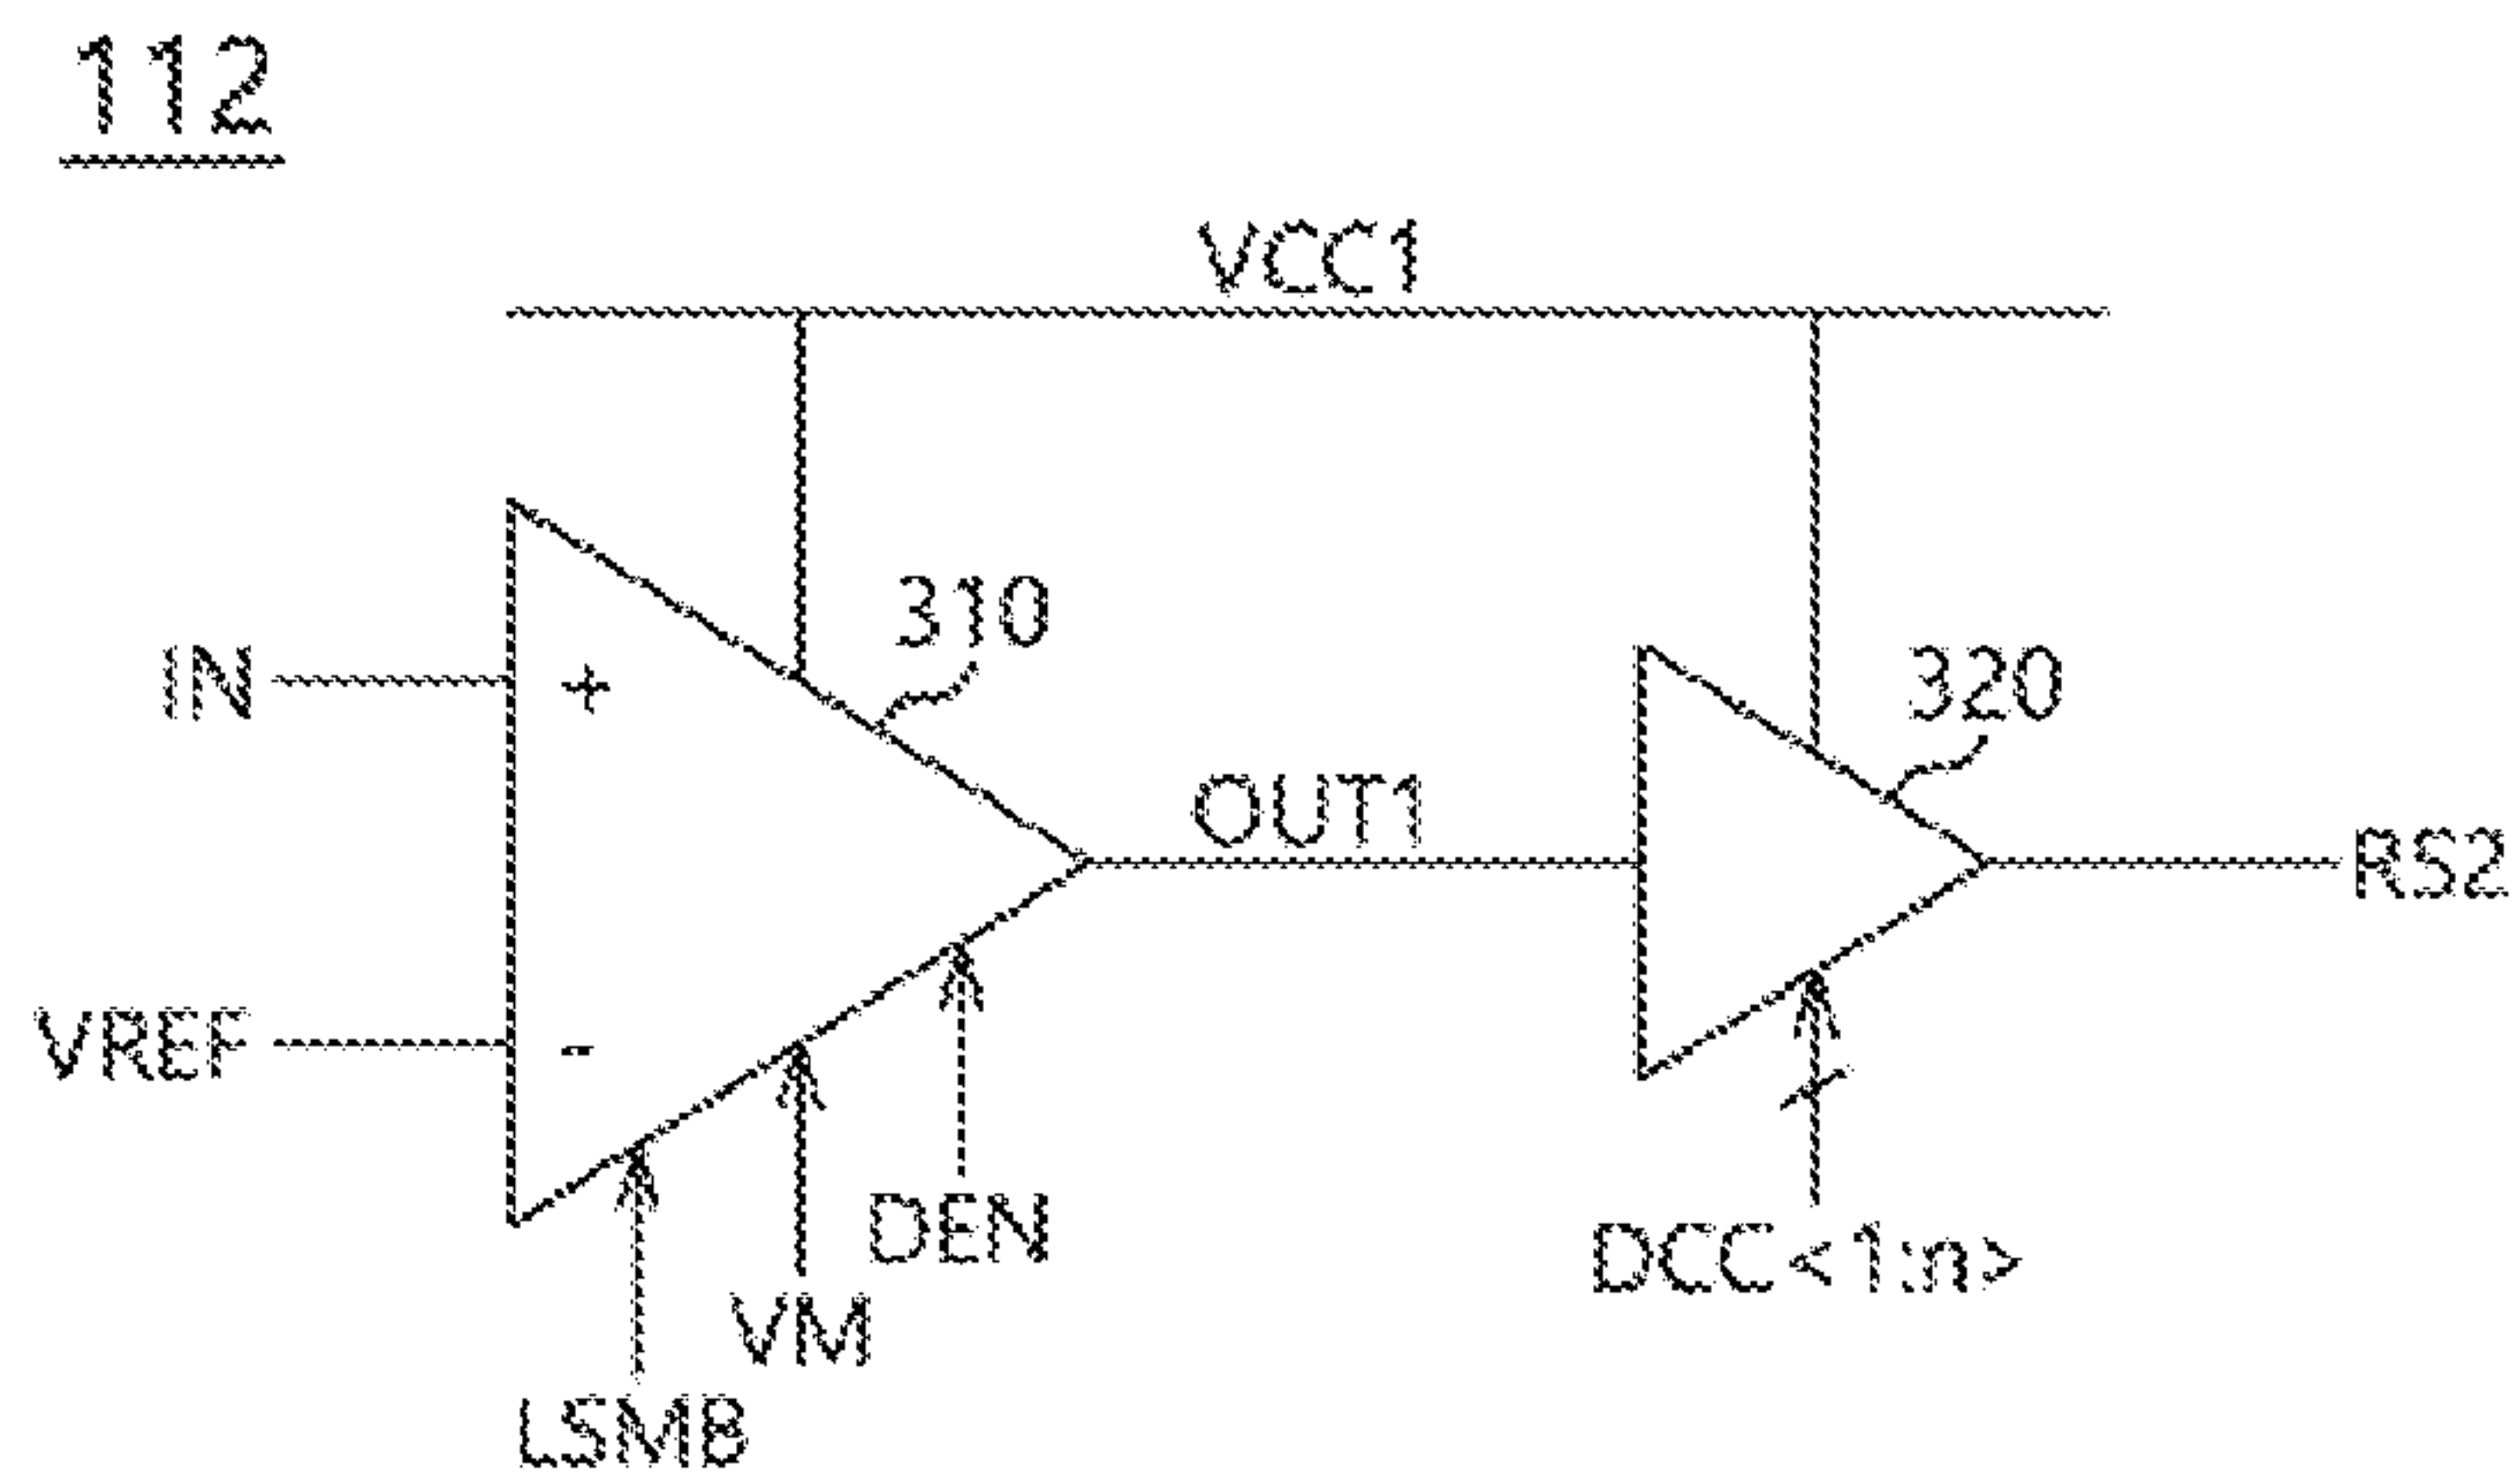 112
VCC1
310
IN
+
320
OUT1
RS2
VREF
-
DEN
DCC<1:n>
VM
LSMB